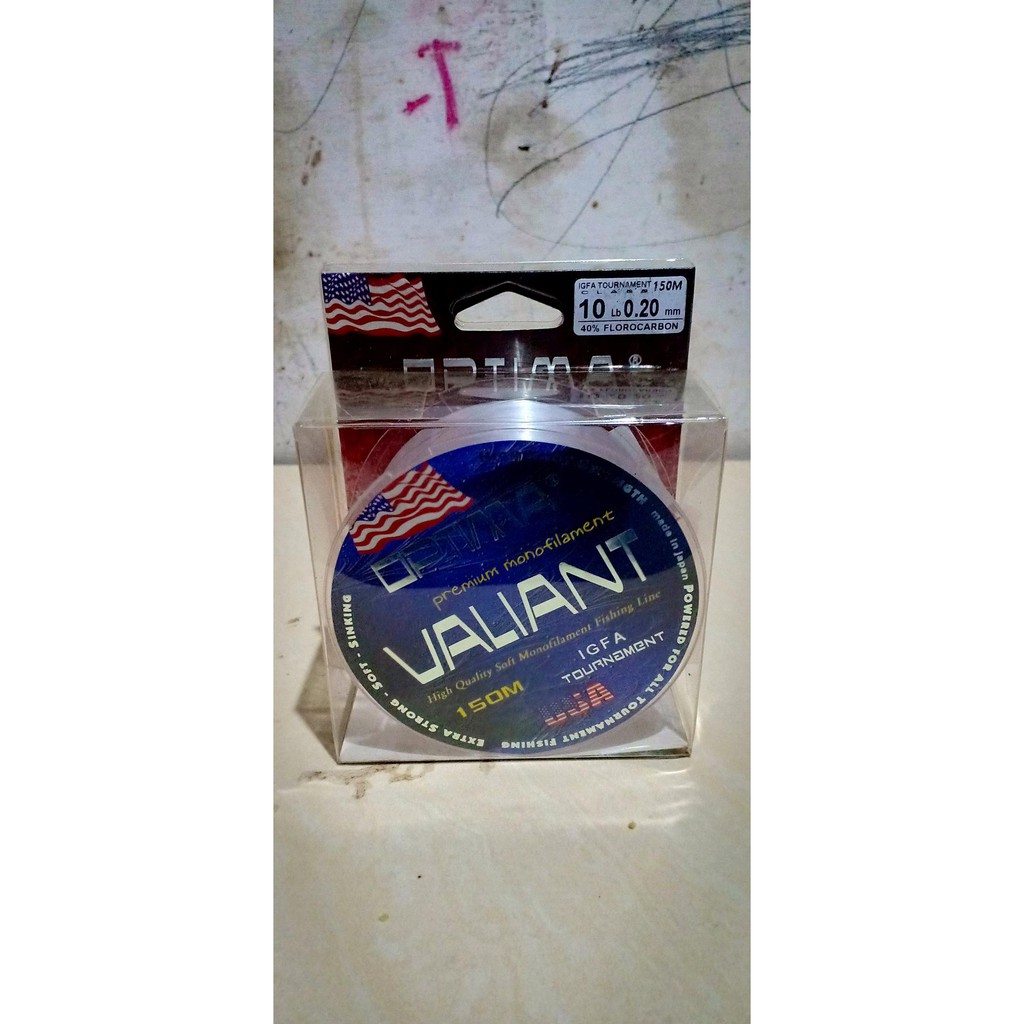 IGFA TOURNAMENT 150M
CLASS
10 Lb 0.20 mm
40% FLOROCARBON
OPTIMA®
OPTIMA®
premium monofilament
VALIANT
High Quality Soft Monofilament Fishing Line
150M
IGFA
TOURNAMENT
USA
made in japan
POWERED FOR ALL TOURNAMENT FISHING
EXTRA STRONG - SOFT - SINKING